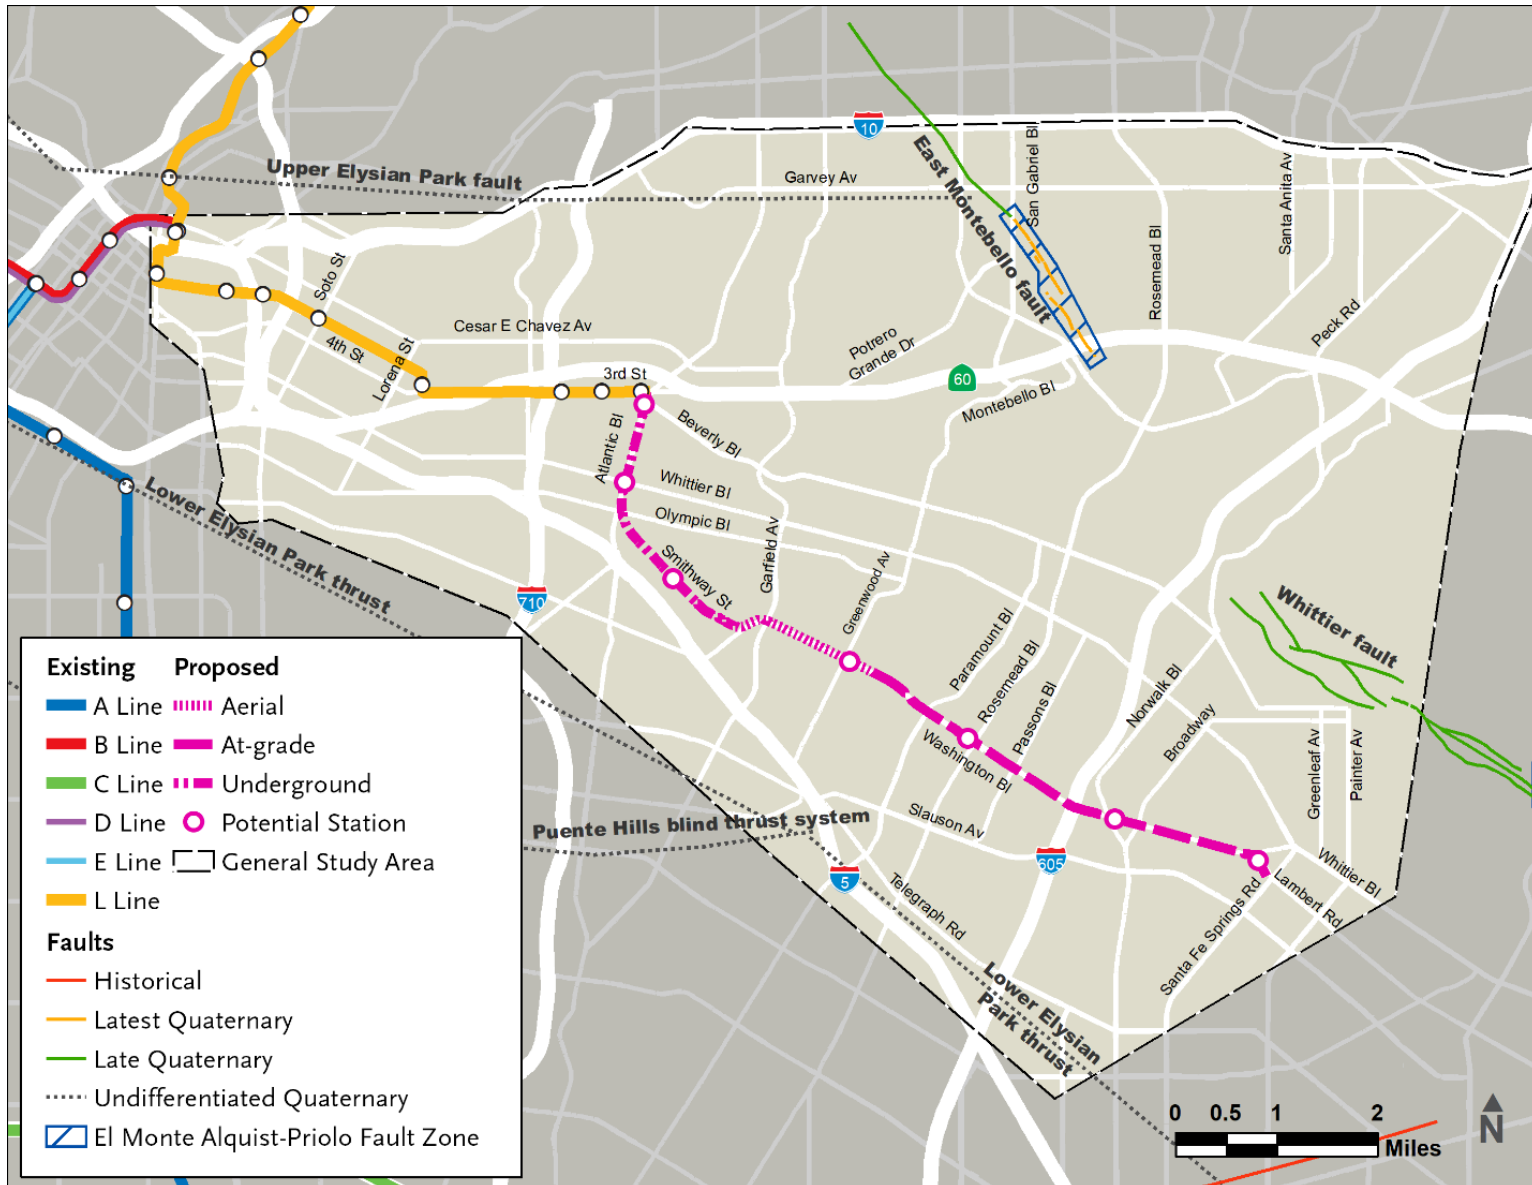 10
Upper Elysian Park fault
Garvey Av
East Montebello fault
San Gabriel Bl
Santa Anita Av
Rosemead Bl
Soto St
4th St
Lorena St
Cesar E Chavez Av
3rd St
Potrero
Grande Dr
Peck Rd
60
Montebello Bl
Atlantic Bl
Beverly Bl
Whittier Bl
Olympic Bl
Lower Elysian Park thrust
Smithway St
Garfield Av
Greenwood Av
710
Whittier fault
Paramount Bl
Rosemead Bl
Passons Bl
Norwalk Bl
Broadway
Washington Bl
Greenleaf Av
Painter Av
Puente Hills blind thrust system
Slauson Av
5
605
Telegraph Rd
Santa Fe Springs Rd
Lambert Rd
Whittier Bl
Lower Elysian
Park thrust
Existing Proposed
A Line Aerial
B Line At-grade
C Line Underground
D Line Potential Station
E Line General Study Area
L Line
Faults
Historical
Latest Quaternary
Late Quaternary
Undifferentiated Quaternary
El Monte Alquist-Priolo Fault Zone
0 0.5 1 2
Miles
N